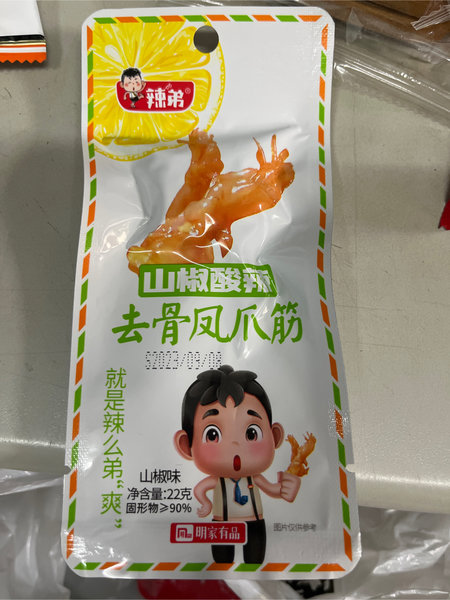 辣弟®
山椒酸辣
去骨凤爪筋
S2023/09/08
就是辣么弟“爽”
山椒味
净含量:22克
固形物≥90%
图片仅供参考
明家有品